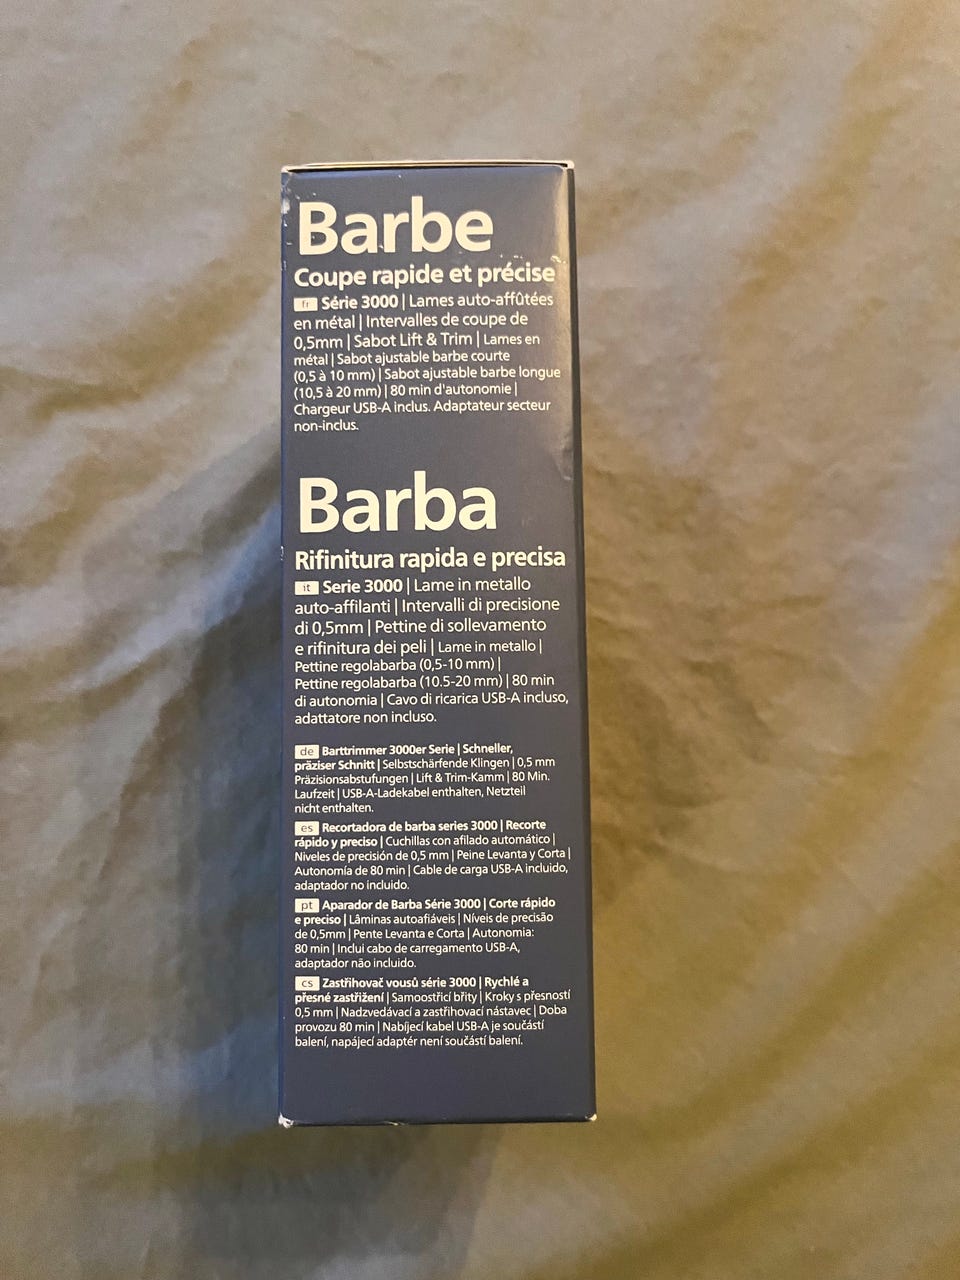 Barbe
Coupe rapide et précise
fr Série 3000 | Lames auto-affûtées
en métal | Intervalles de coupe de
0,5mm | Sabot Lift & Trim | Lames en
métal | Sabot ajustable barbe courte
(0,5 à 10 mm) | Sabot ajustable barbe longue
(10,5 à 20 mm) | 80 min d'autonomie |
Chargeur USB-A inclus. Adaptateur secteur
non-inclus.
Barba
Rifinitura rapida e precisa
it Serie 3000 | Lame in metallo
auto-affilanti | Intervalli di precisione
di 0,5mm | Pettine di sollevamento
e rifinitura dei peli | Lame in metallo |
Pettine regolabarba (0,5-10 mm) |
Pettine regolabarba (10.5-20 mm) | 80 min
di autonomia | Cavo di ricarica USB-A incluso,
adattatore non incluso.
de Barttrimmer 3000er Serie | Schneller,
präziser Schnitt | Selbstschärfende Klingen | 0,5 mm
Präzisionsabstufungen | Lift & Trim-Kamm | 80 Min.
Laufzeit | USB-A-Ladekabel enthalten, Netzteil
nicht enthalten.
es Recortadora de barba series 3000 | Recorte
rápido y preciso | Cuchillas con afilado automático |
Niveles de precisión de 0,5 mm | Peine Levanta y Corta |
Autonomía de 80 min | Cable de carga USB-A incluido,
adaptador no incluido.
pt Aparador de Barba Série 3000 | Corte rápido
e preciso | Lâminas autoafiáveis | Níveis de precisão
de 0,5mm | Pente Levanta e Corta | Autonomia:
80 min | Inclui cabo de carregamento USB-A,
adaptador não incluido.
cs Zastřihovač vousů série 3000 | Rychlé a
přesné zastřižení | Samoostřicí břity | Kroky s přesností
0,5 mm | Nadzvedávací a zastřihovací nástavec | Doba
provozu 80 min | Nabíjecí kabel USB-A je součástí
balení, napájecí adaptér není součástí balení.